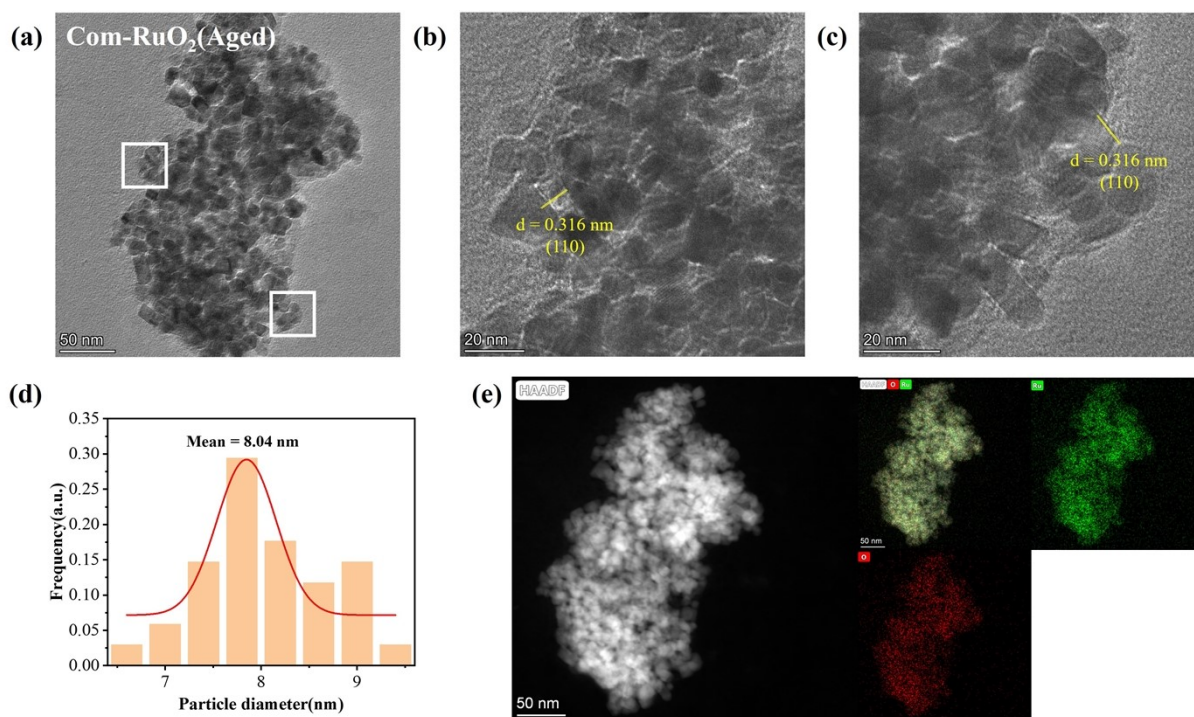 (a)
Com-RuO₂(Aged)
50 nm
(b)
d = 0.316 nm
(110)
20 nm
(c)
d = 0.316 nm
(110)
20 nm
(d)
Mean = 8.04 nm
Frequency(a.u.)
0.35
0.30
0.25
0.20
0.15
0.10
0.05
0.00
7
8
9
Particle diameter(nm)
(e)
HAADF
50 nm
HAADF O Ru
50 nm
Ru
O